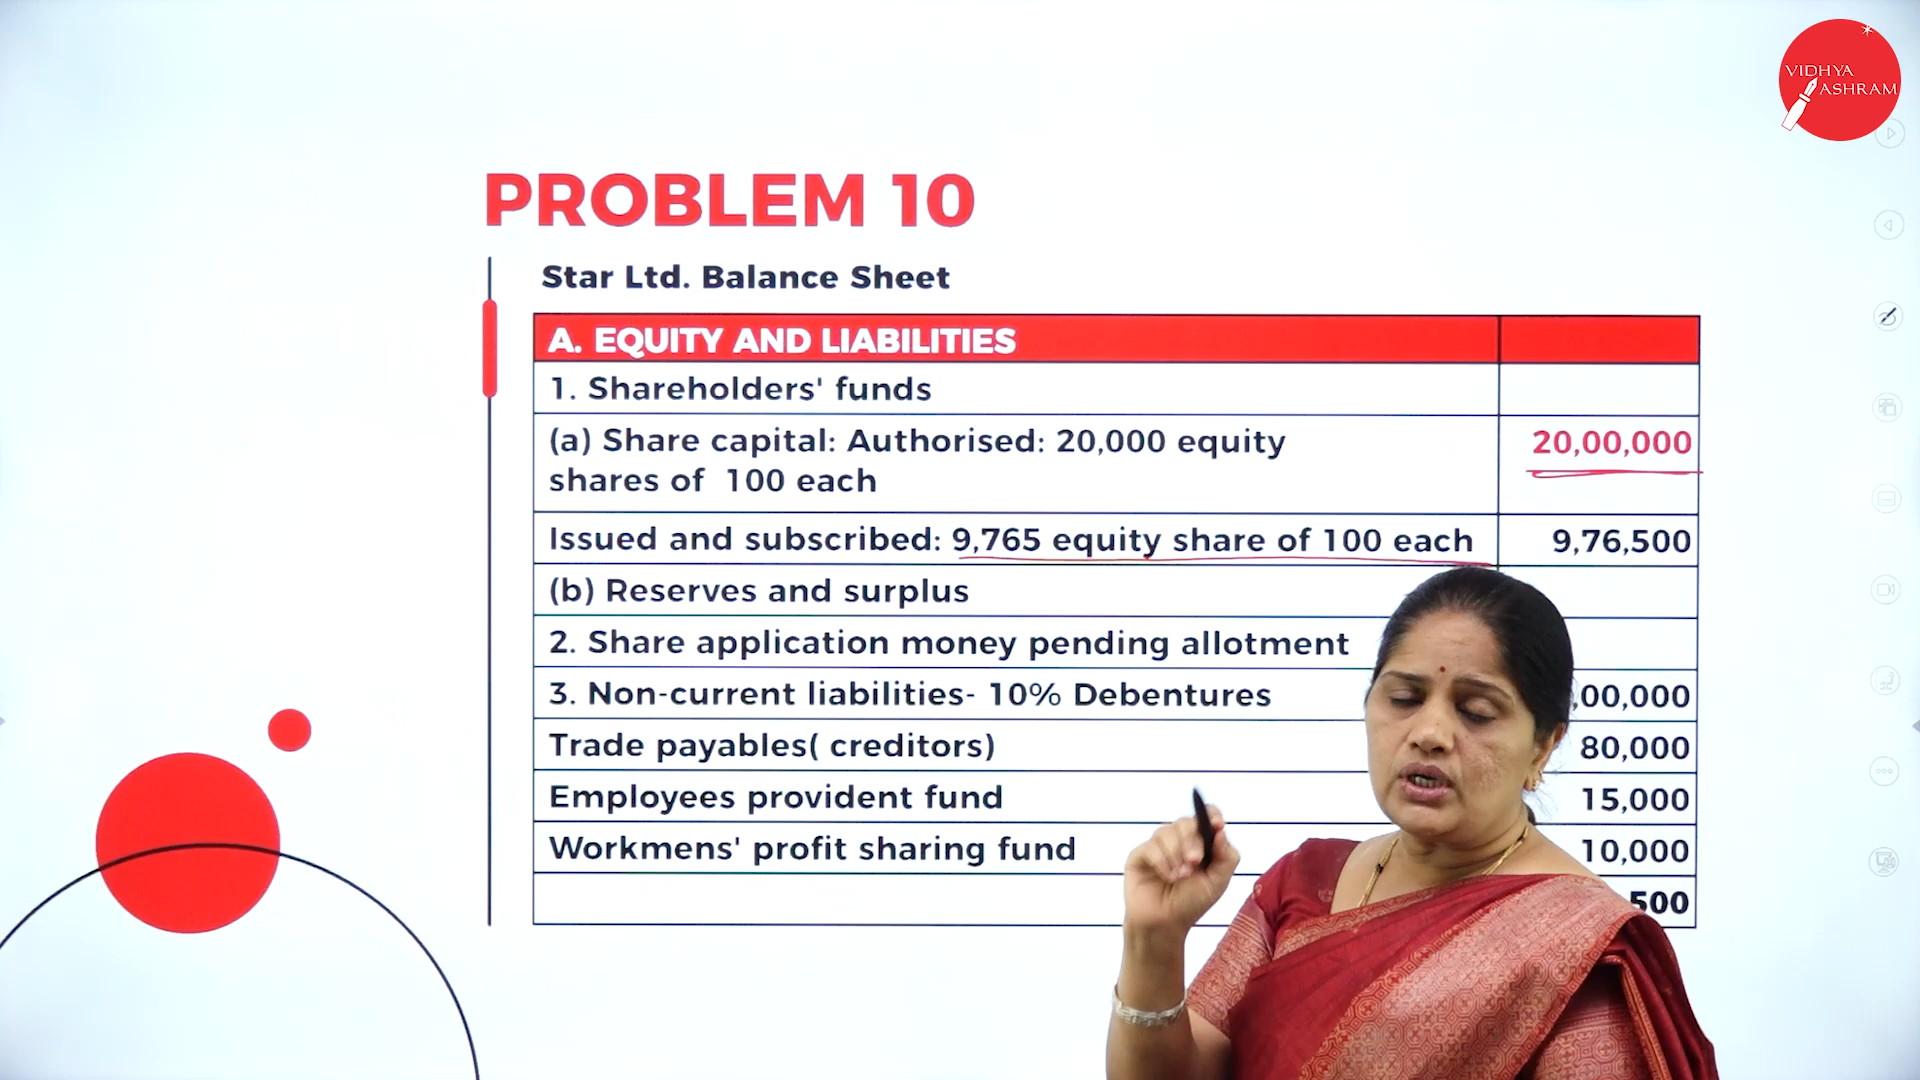 VIDHYA
ASHRAM
PROBLEM 10
Star Ltd. Balance Sheet
A. EQUITY AND LIABILITIES
1. Shareholders' funds
(a) Share capital: Authorised: 20,000 equity 20,00,000
shares of 100 each
Issued and subscribed: 9,765 equity share of 100 each 9,76,500
(b) Reserves and surplus
2. Share application money pending allotment
3. Non-current liabilities- 10% Debentures ,00,000
Trade payables( creditors) 80,000
Employees provident fund 15,000
Workmens' profit sharing fund 10,000
500